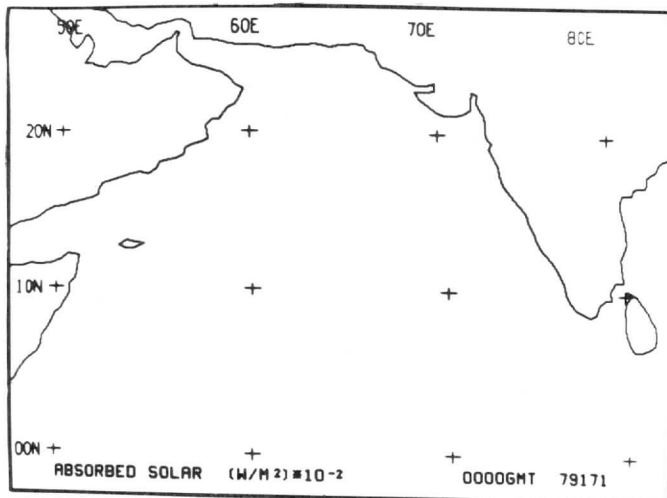 50E 60E 70E 80E
20N
10N
00N
ABSORBED SOLAR (W/M²)*10-² 0000GMT 79171